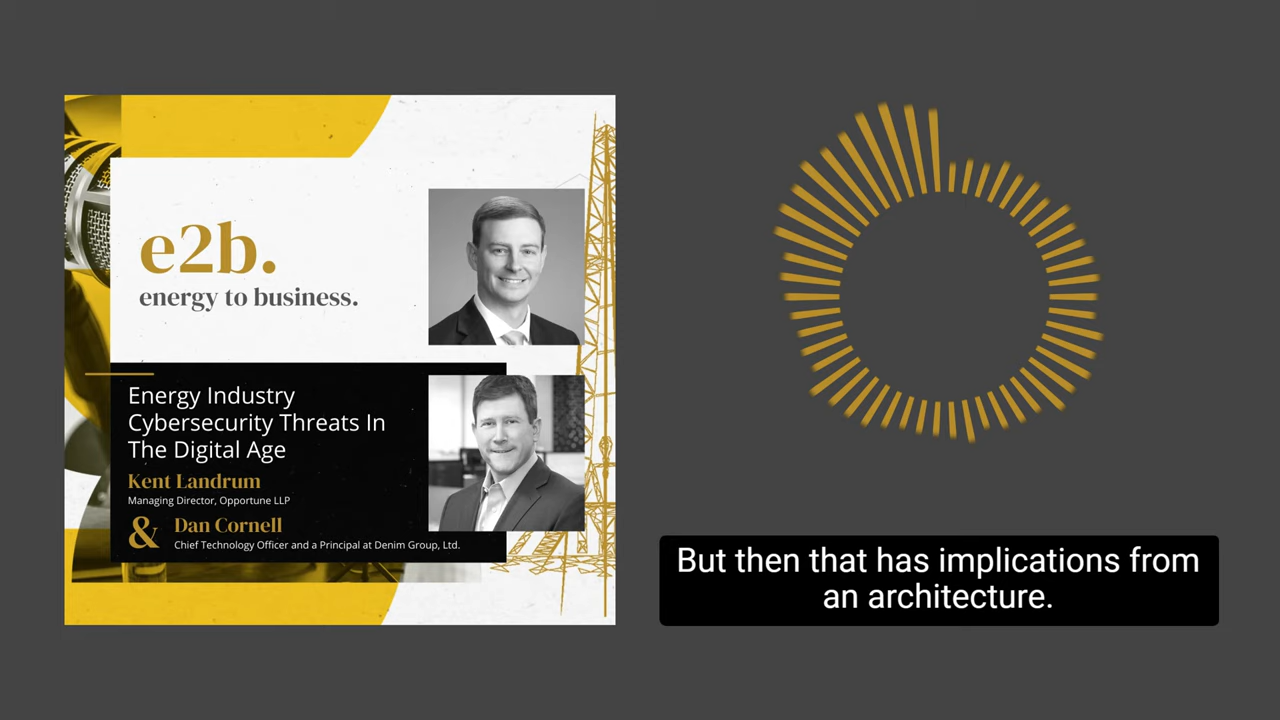 e2b.
energy to business.
Energy Industry
Cybersecurity Threats In
The Digital Age
Kent Landrum
Managing Director, Opportune LLP
& Dan Cornell
Chief Technology Officer and a Principal at Denim Group, Ltd.
But then that has implications from
an architecture.